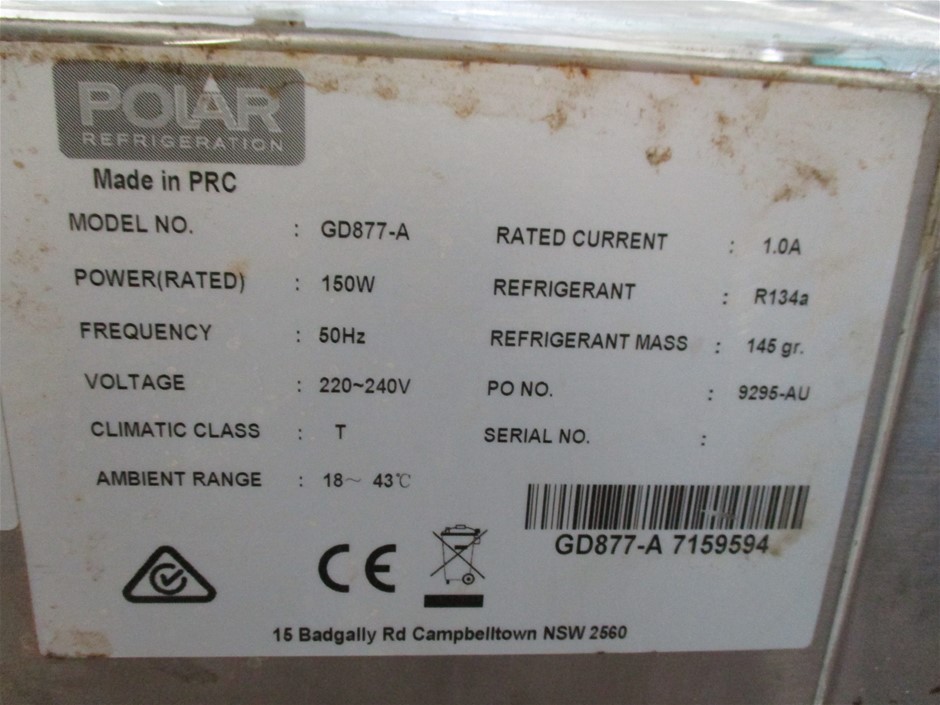 POLAR
REFRIGERATION
Made in PRC
MODEL NO. : GD877-A
POWER(RATED) : 150W
FREQUENCY : 50Hz
VOLTAGE : 220~240V
CLIMATIC CLASS : T
AMBIENT RANGE : 18~ 43℃
RATED CURRENT : 1.0A
REFRIGERANT : R134a
REFRIGERANT MASS : 145 gr.
PO NO. : 9295-AU
SERIAL NO. :
GD877-A 7159594
CE
15 Badgally Rd Campbelltown NSW 2560